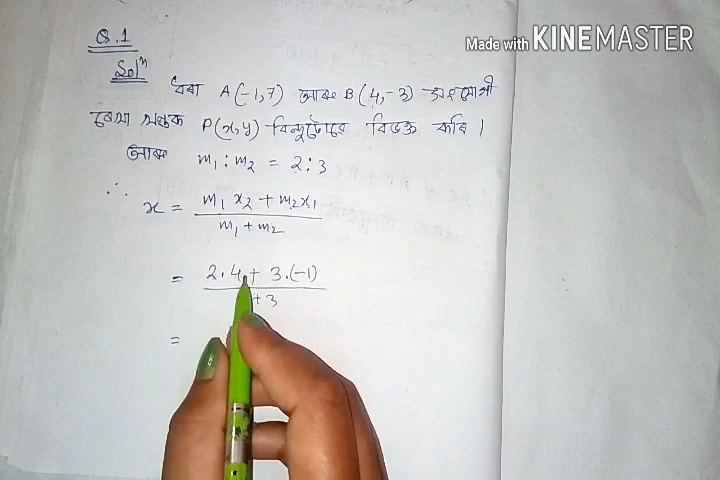 Made with KINEMASTER
Q.1
Solⁿ
ধৰা A(-1,7) আৰু B(4,-3) সংযোগী
ৰেখা খণ্ডক P(x,y) বিন্দুটোৱে বিভক্ত কৰে।
আৰু m₁ : m₂ = 2 : 3
∴ x = (m₁x₂ + m₂x₁) / (m₁ + m₂)
= (2·4 + 3·(-1)) / (+3)
=